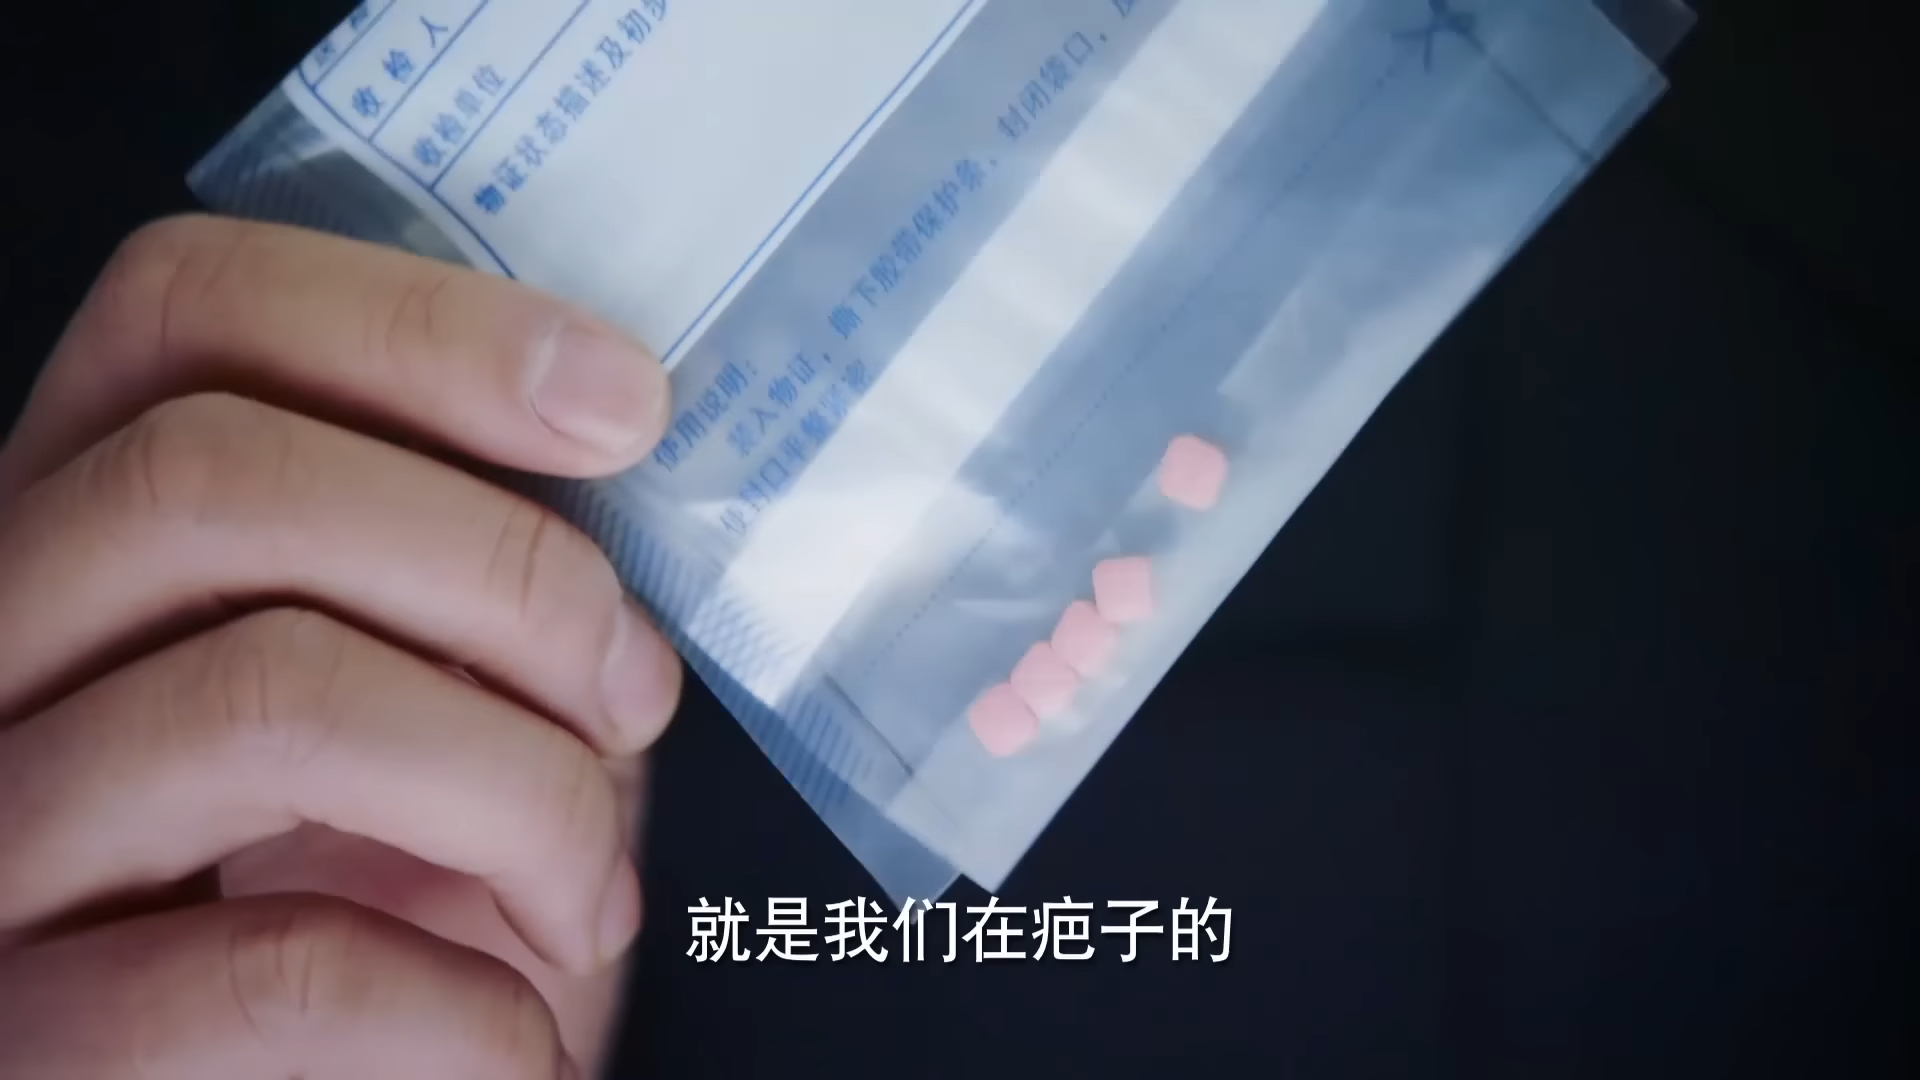 收检人
收检单位
物证状态描述及初步
使用说明：
装入物证，撕下胶带保护条，封闭袋口，
使封口平整紧密
就是我们在疤子的